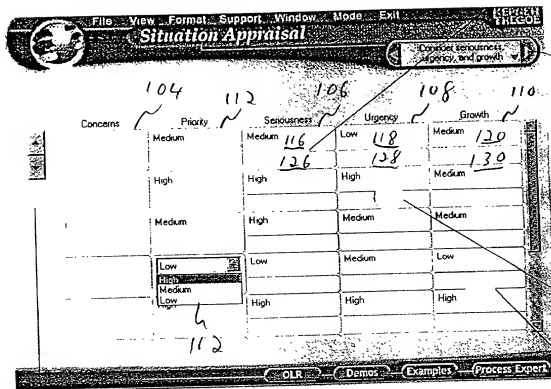 File View Format Support Window Mode Exit
KEPNER
TREGOE
Situation Appraisal
Consider seriousness,
urgency, and growth
104 112 106 108 110
Concerns Priority Seriousness Urgency Growth
Medium Medium 116 Low 118 Medium 120
126 128 130
High High High Medium
Medium High Medium Medium
Low Low Medium Low
High
Medium
Low
High High High High
112
OLR Demos Examples Process Expert